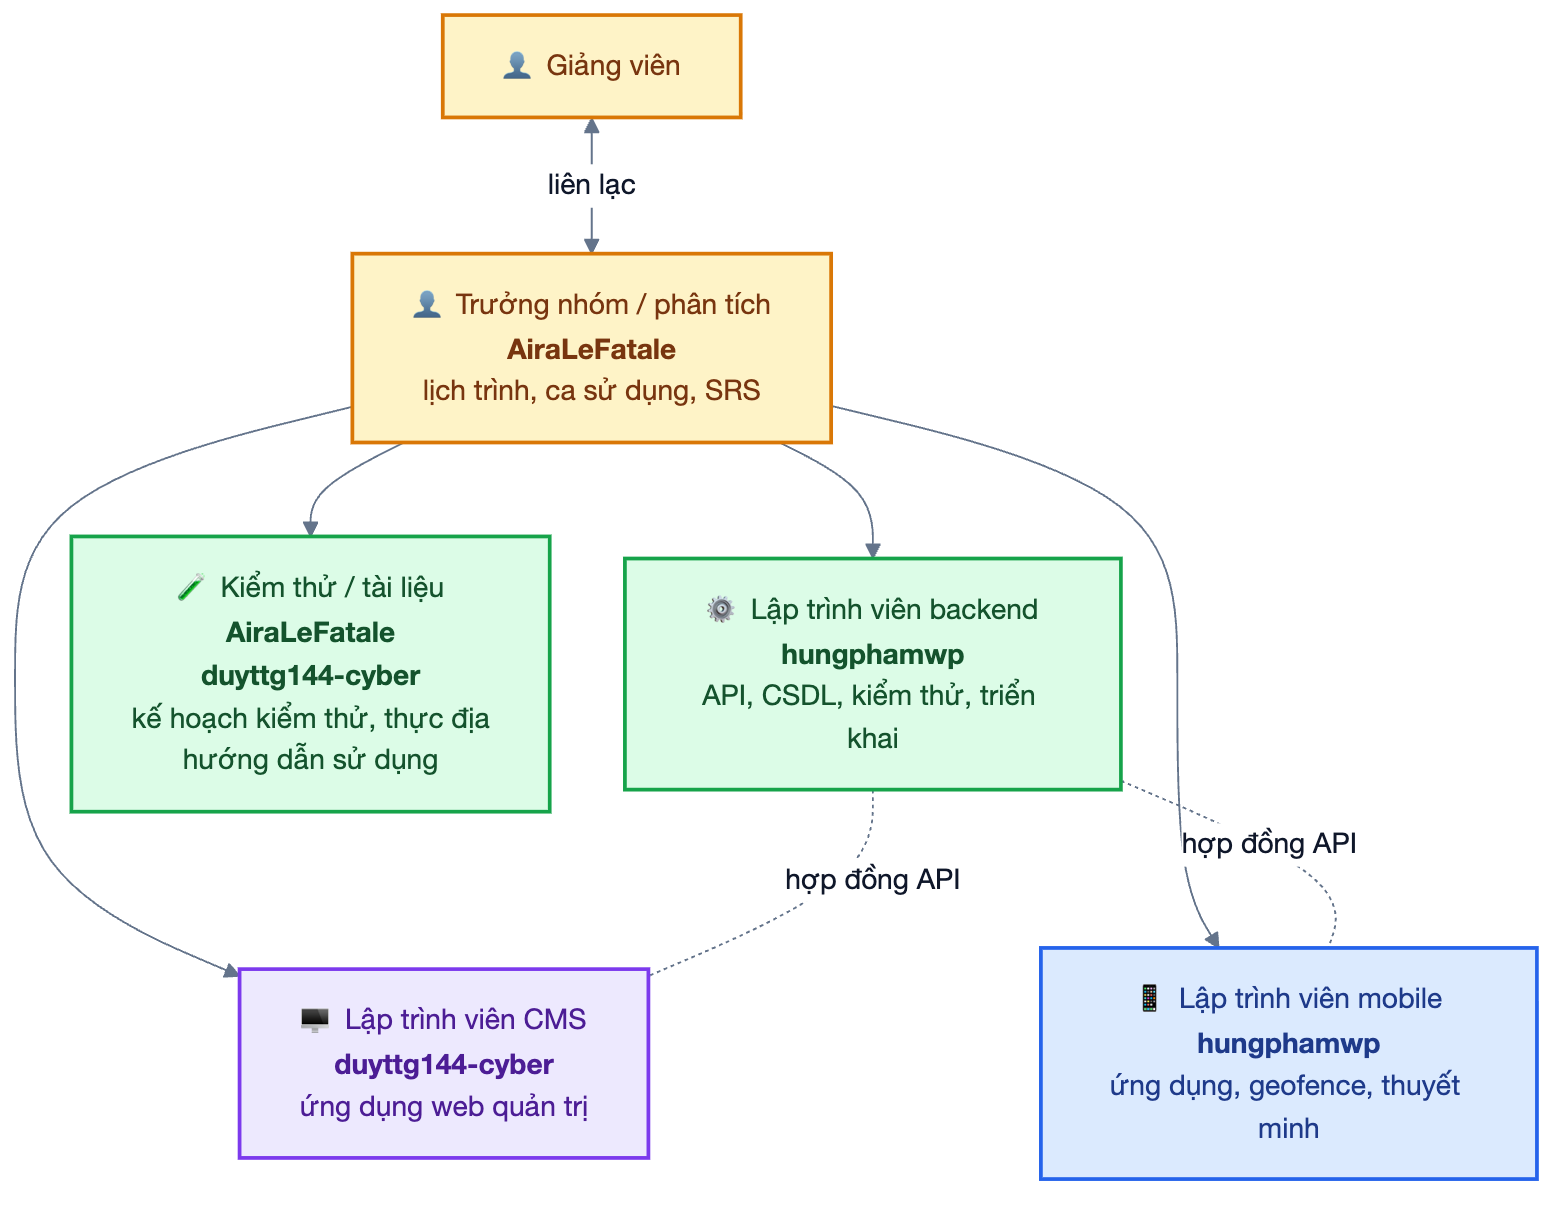 Giảng viên
liên lạc
Trưởng nhóm / phân tích
AiraLeFatale
lịch trình, ca sử dụng, SRS
Kiểm thử / tài liệu
AiraLeFatale
duyttg144-cyber
kế hoạch kiểm thử, thực địa
hướng dẫn sử dụng
Lập trình viên backend
hungphamwp
API, CSDL, kiểm thử, triển
khai
hợp đồng API
hợp đồng API
Lập trình viên CMS
duyttg144-cyber
ứng dụng web quản trị
Lập trình viên mobile
hungphamwp
ứng dụng, geofence, thuyết
minh